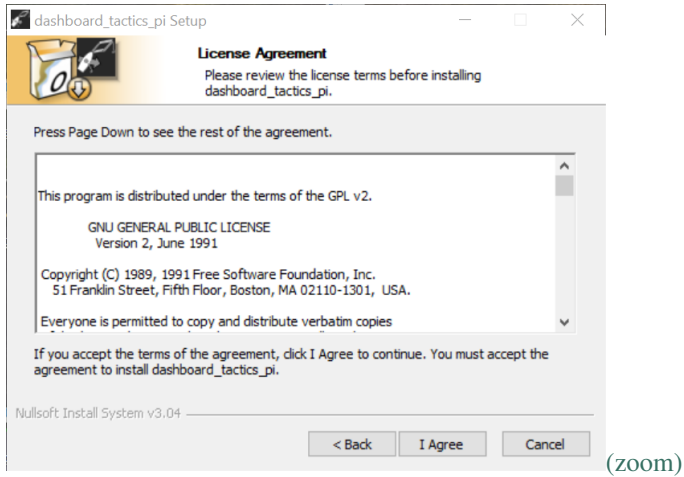 dashboard_tactics_pi Setup
License Agreement
Please review the license terms before installing
dashboard_tactics_pi.
Press Page Down to see the rest of the agreement.
This program is distributed under the terms of the GPL v2.
GNU GENERAL PUBLIC LICENSE
Version 2, June 1991
Copyright (C) 1989, 1991 Free Software Foundation, Inc.
51 Franklin Street, Fifth Floor, Boston, MA 02110-1301, USA.
Everyone is permitted to copy and distribute verbatim copies
If you accept the terms of the agreement, click I Agree to continue. You must accept the
agreement to install dashboard_tactics_pi.
Nullsoft Install System v3.04
< Back
I Agree
Cancel
(zoom)